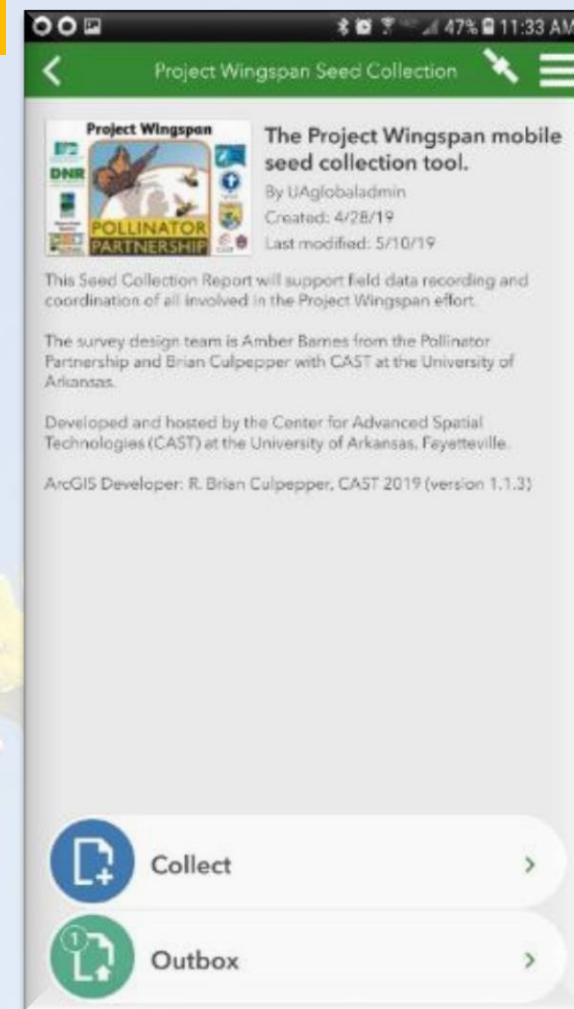 47% 11:33 AM
Project Wingspan Seed Collection
Project Wingspan
DNR
POLLINATOR
PARTNERSHIP
The Project Wingspan mobile
seed collection tool.
By UAglobaladmin
Created: 4/28/19
Last modified: 5/10/19
This Seed Collection Report will support field data recording and
coordination of all involved in the Project Wingspan effort.
The survey design team is Amber Barnes from the Pollinator
Partnership and Brian Culpepper with CAST at the University of
Arkansas.
Developed and hosted by the Center for Advanced Spatial
Technologies (CAST) at the University of Arkansas, Fayetteville.
ArcGIS Developer: R. Brian Culpepper, CAST 2019 (version 1.1.3)
Collect
1
Outbox